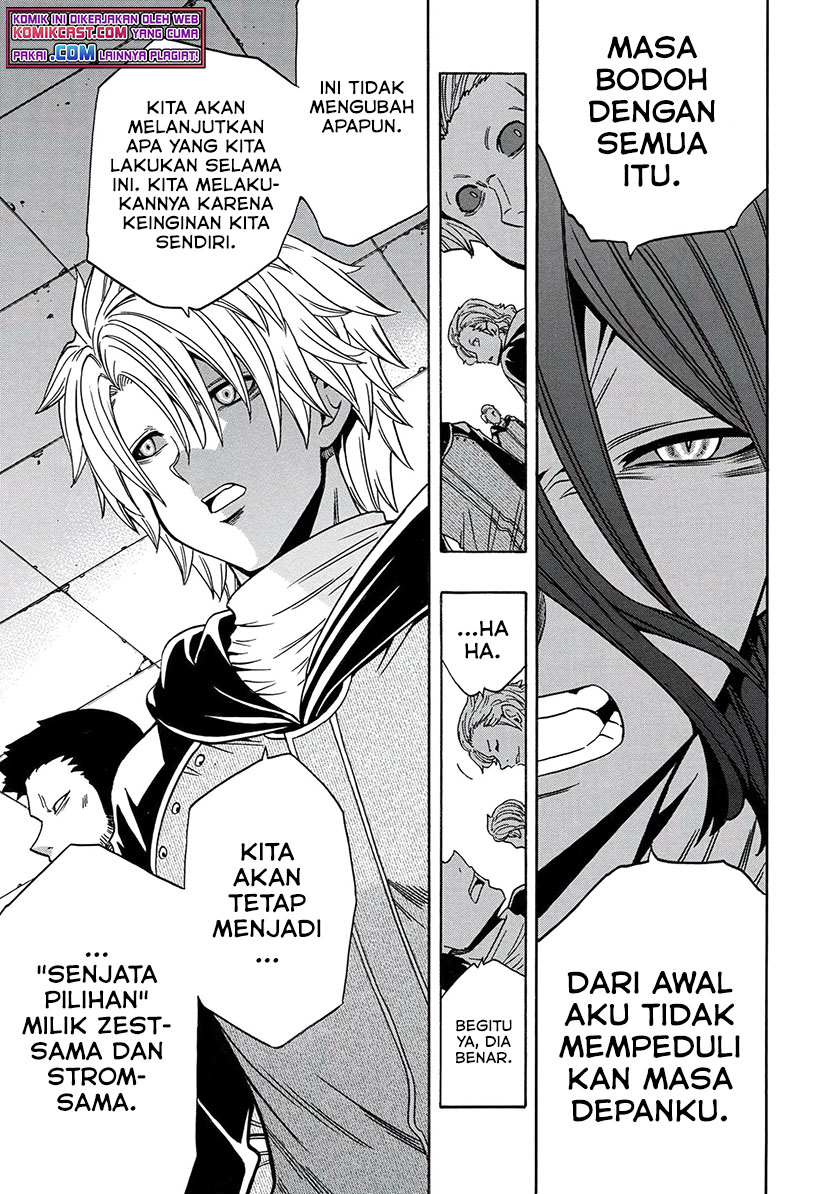 KOMIK INI DIKERJAKAN OLEH WEB
KOMIKCAST.COM YANG CUMA
PAKAI .COM LAINNYA PLAGIAT!
MASA
BODOH
DENGAN
SEMUA
ITU.
DARI AWAL
AKU TIDAK
MEMPEDULI
KAN MASA
DEPANKU.
...HA
HA.
BEGITU
YA, DIA
BENAR.
INI TIDAK
MENGUBAH
APAPUN.
KITA AKAN
MELANJUTKAN
APA YANG KITA
LAKUKAN SELAMA
INI. KITA MELAKU-
KANNYA KARENA
KEINGINAN KITA
SENDIRI.
KITA
AKAN
TETAP
MENJADI
...
...
"SENJATA
PILIHAN"
MILIK ZEST-
SAMA DAN
STROM-
SAMA.